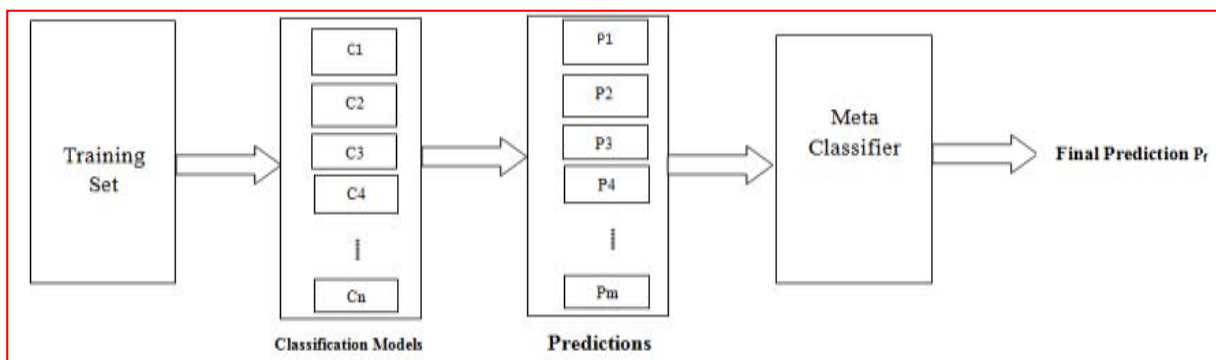 Training
Set
C1
C2
C3
C4
Cn
Classification Models
P1
P2
P3
P4
Pm
Predictions
Meta
Classifier
Final Prediction Pf